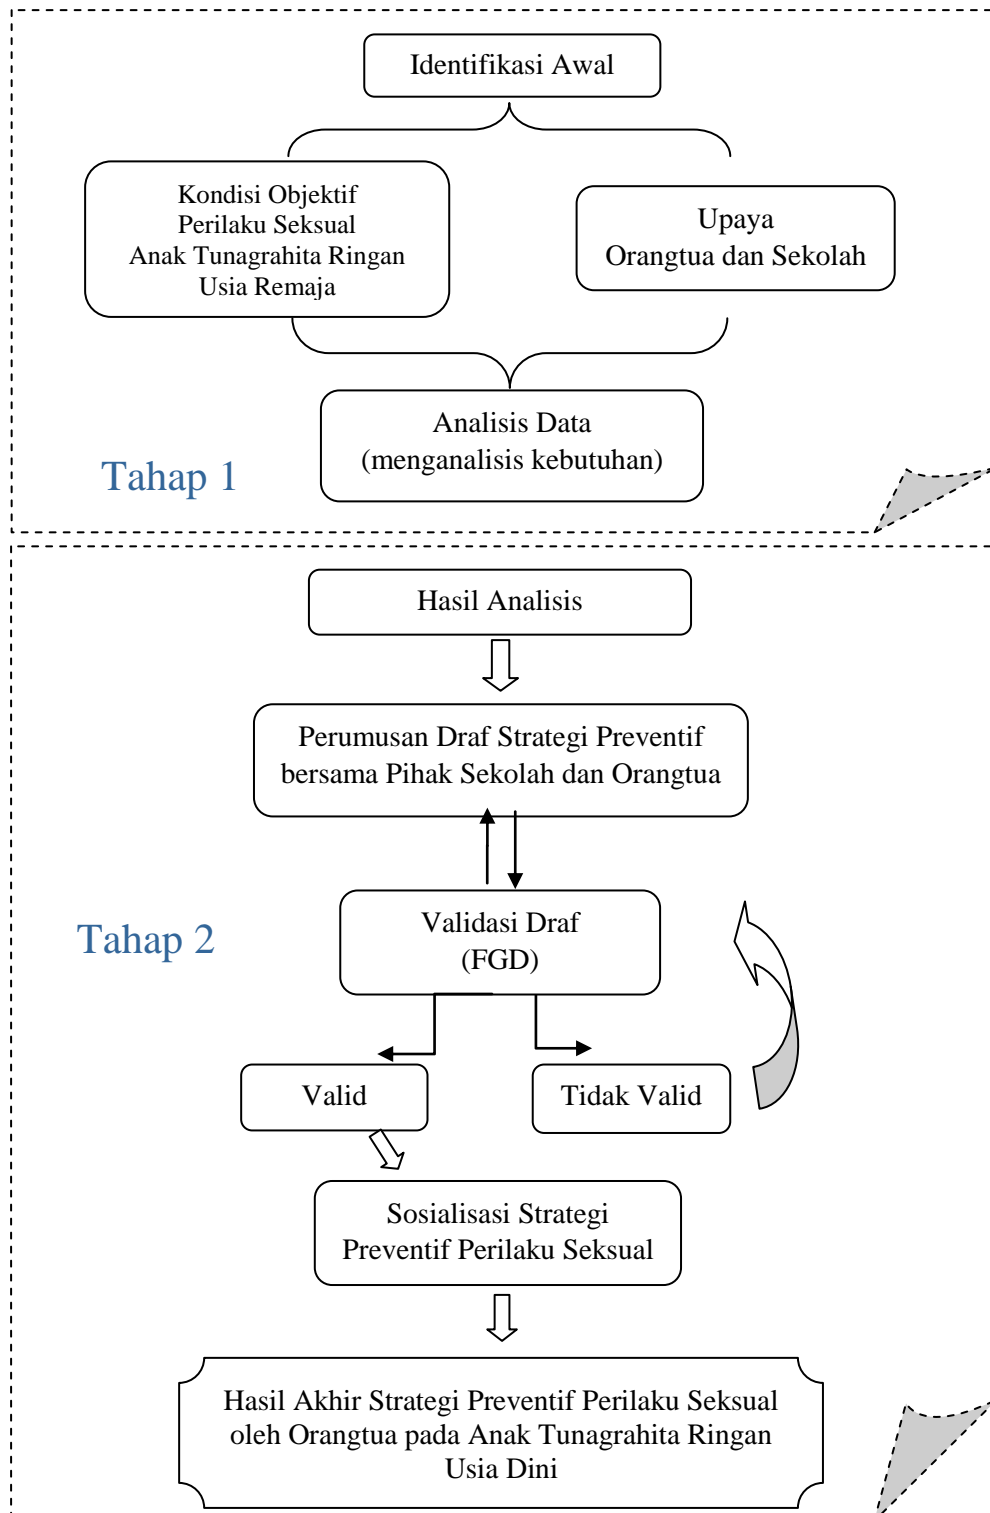 Identifikasi Awal
Kondisi Objektif
Perilaku Seksual
Anak Tunagrahita Ringan
Usia Remaja
Upaya
Orangtua dan Sekolah
Analisis Data
(menganalisis kebutuhan)
Tahap 1
Hasil Analisis
Perumusan Draf Strategi Preventif
bersama Pihak Sekolah dan Orangtua
Tahap 2
Validasi Draf
(FGD)
Valid
Tidak Valid
Sosialisasi Strategi
Preventif Perilaku Seksual
Hasil Akhir Strategi Preventif Perilaku Seksual
oleh Orangtua pada Anak Tunagrahita Ringan
Usia Dini